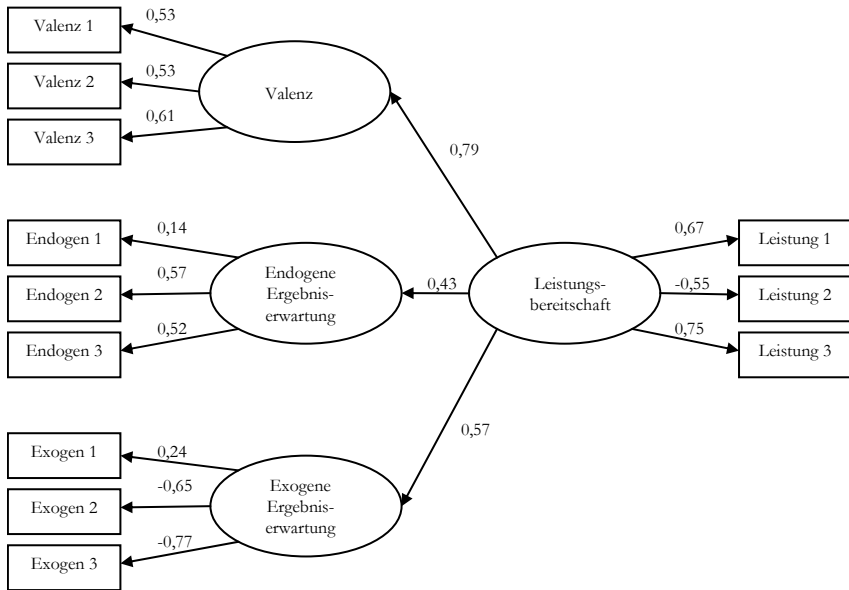 Valenz 1
0,53
Valenz 2
0,53
Valenz 3
0,61
Valenz
0,79
Endogen 1
0,14
Endogen 2
0,57
Endogen 3
0,52
Endogene
Ergebnis-
erwartung
0,43
Leistungs-
bereitschaft
0,67
Leistung 1
-0,55
Leistung 2
0,75
Leistung 3
0,57
Exogen 1
0,24
Exogen 2
-0,65
Exogen 3
-0,77
Exogene
Ergebnis-
erwartung